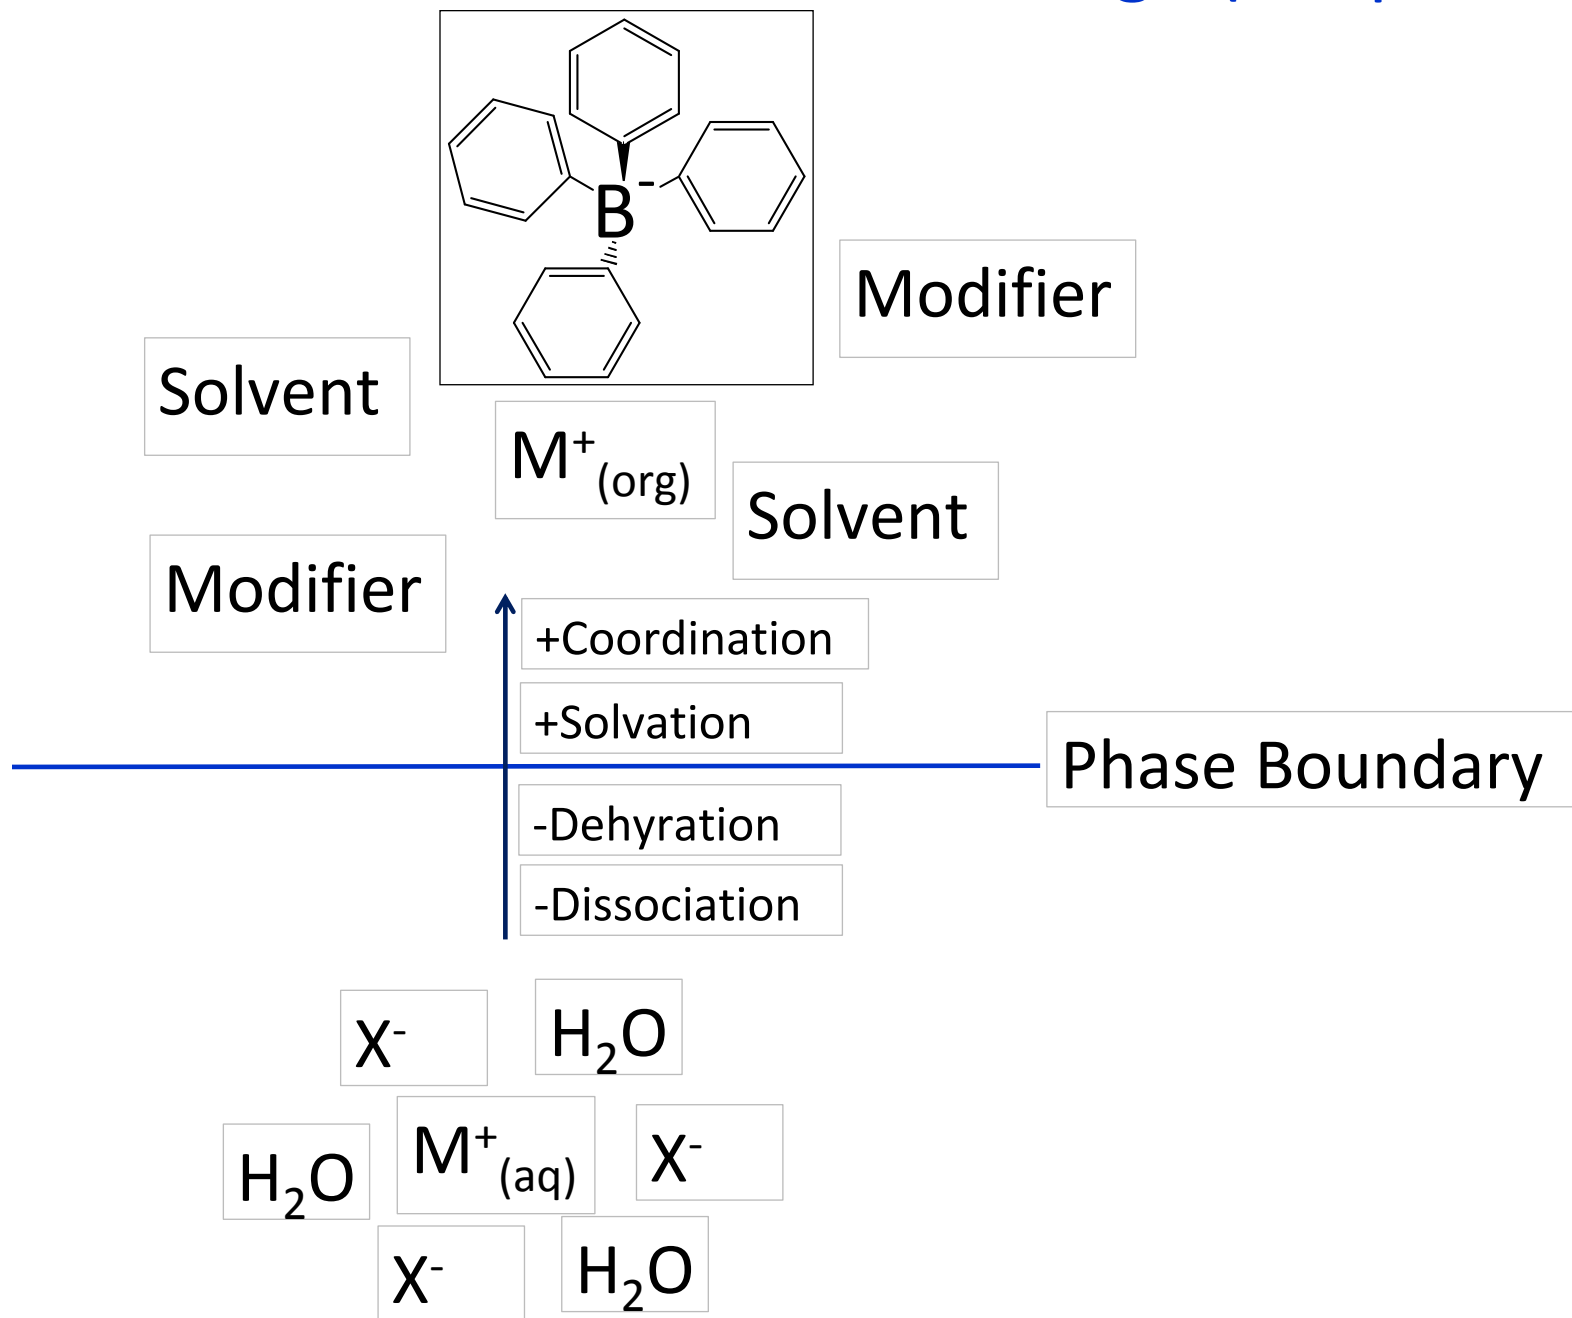 B⁻
Modifier
Solvent
M⁺(org)
Solvent
Modifier
+Coordination
+Solvation
Phase Boundary
-Dehyration
-Dissociation
X⁻
H₂O
M⁺(aq)
X⁻
H₂O
X⁻
H₂O